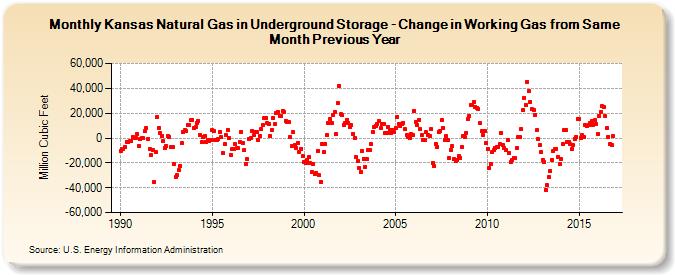 Monthly Kansas Natural Gas in Underground Storage - Change in Working Gas from Same
Month Previous Year
Million Cubic Feet
60,000
40,000
20,000
0
-20,000
-40,000
-60,000
1990 1995 2000 2005 2010 2015
Source: U.S. Energy Information Administration